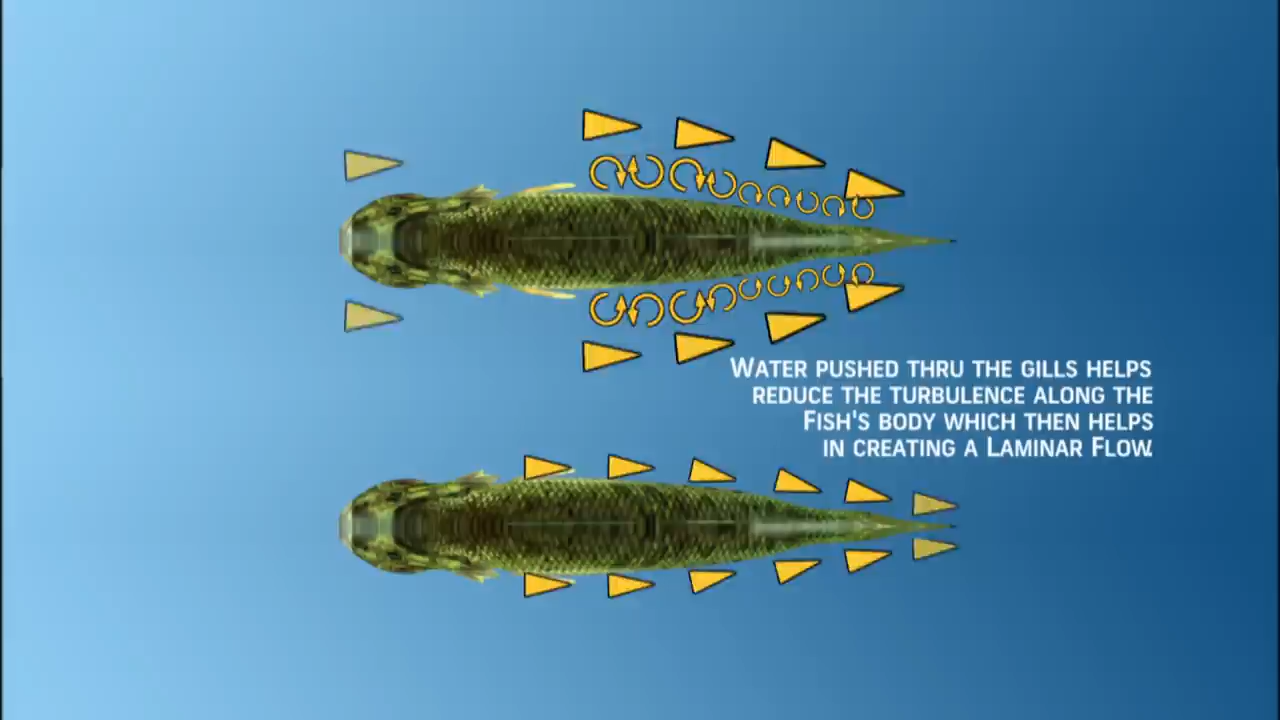 Water pushed thru the gills helps
reduce the turbulence along the
Fish's body which then helps
in creating a Laminar Flow.